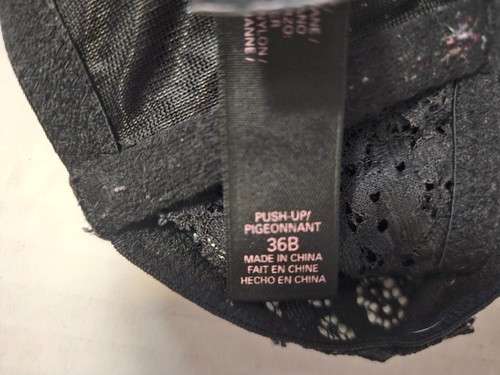 PUSH-UP/
PIGEONNANT
36B
MADE IN CHINA
FAIT EN CHINE
HECHO EN CHINA